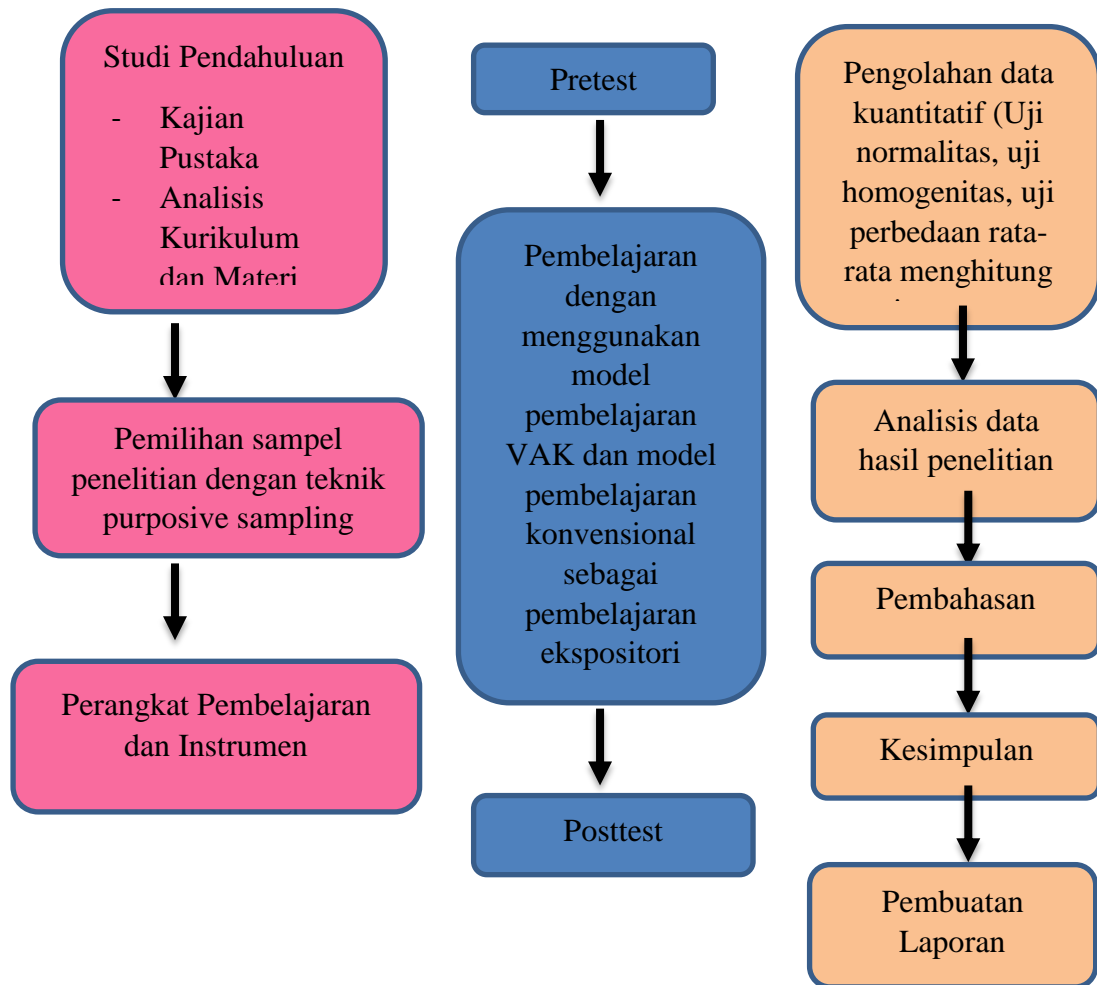 Studi Pendahuluan
- Kajian
Pustaka
- Analisis
Kurikulum
dan Materi
Pemilihan sampel
penelitian dengan teknik
purposive sampling
Perangkat Pembelajaran
dan Instrumen
Pretest
Pembelajaran
dengan
menggunakan
model
pembelajaran
VAK dan model
pembelajaran
konvensional
sebagai
pembelajaran
ekspositori
Posttest
Pengolahan data
kuantitatif (Uji
normalitas, uji
homogenitas, uji
perbedaan rata-
rata menghitung
Analisis data
hasil penelitian
Pembahasan
Kesimpulan
Pembuatan
Laporan